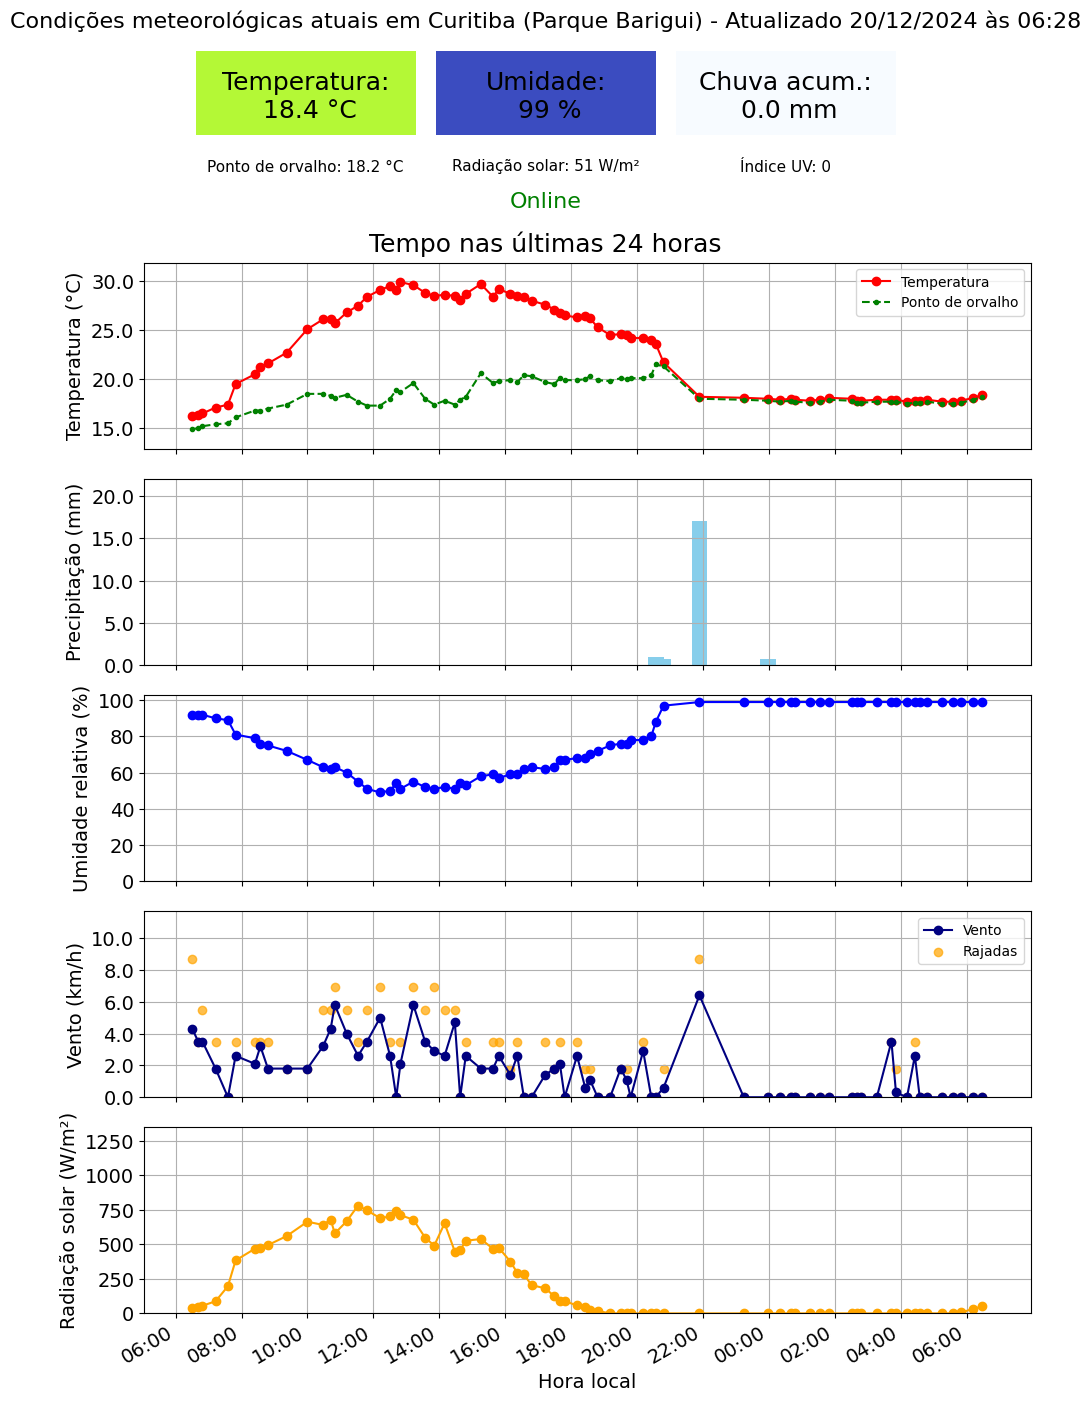 Condições meteorológicas atuais em Curitiba (Parque Barigui) - Atualizado 20/12/2024 às 06:28
Temperatura:
18.4 °C
Umidade:
99 %
Chuva acum.:
0.0 mm
Ponto de orvalho: 18.2 °C
Radiação solar: 51 W/m²
Índice UV: 0
Online
Tempo nas últimas 24 horas
Temperatura (°C)
30.0
25.0
20.0
15.0
Temperatura
Ponto de orvalho
Precipitação (mm)
20.0
15.0
10.0
5.0
0.0
Umidade relativa (%)
100
80
60
40
20
0
Vento (km/h)
10.0
8.0
6.0
4.0
2.0
0.0
Vento
Rajadas
Radiação solar (W/m²)
1250
1000
750
500
250
0
06:00
08:00
10:00
12:00
14:00
16:00
18:00
20:00
22:00
00:00
02:00
04:00
06:00
Hora local